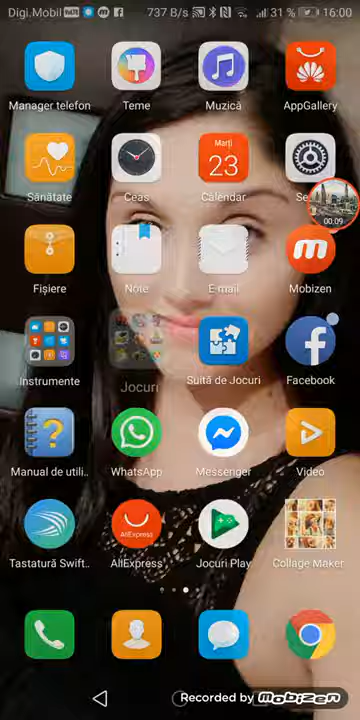 Digi.Mobil 737 B/s 31 % 16:00
Manager telefon Teme Muzică AppGallery
Marți
23
Sănătate Ceas Calendar Se
00:09
Fișiere Note E-mail Mobizen
Instrumente Jocuri Suită de Jocuri Facebook
Manual de utili.. WhatsApp Messenger Video
AliExpress
Tastatură Swift.. AliExpress Jocuri Play Collage Maker
Recorded by Mobizen